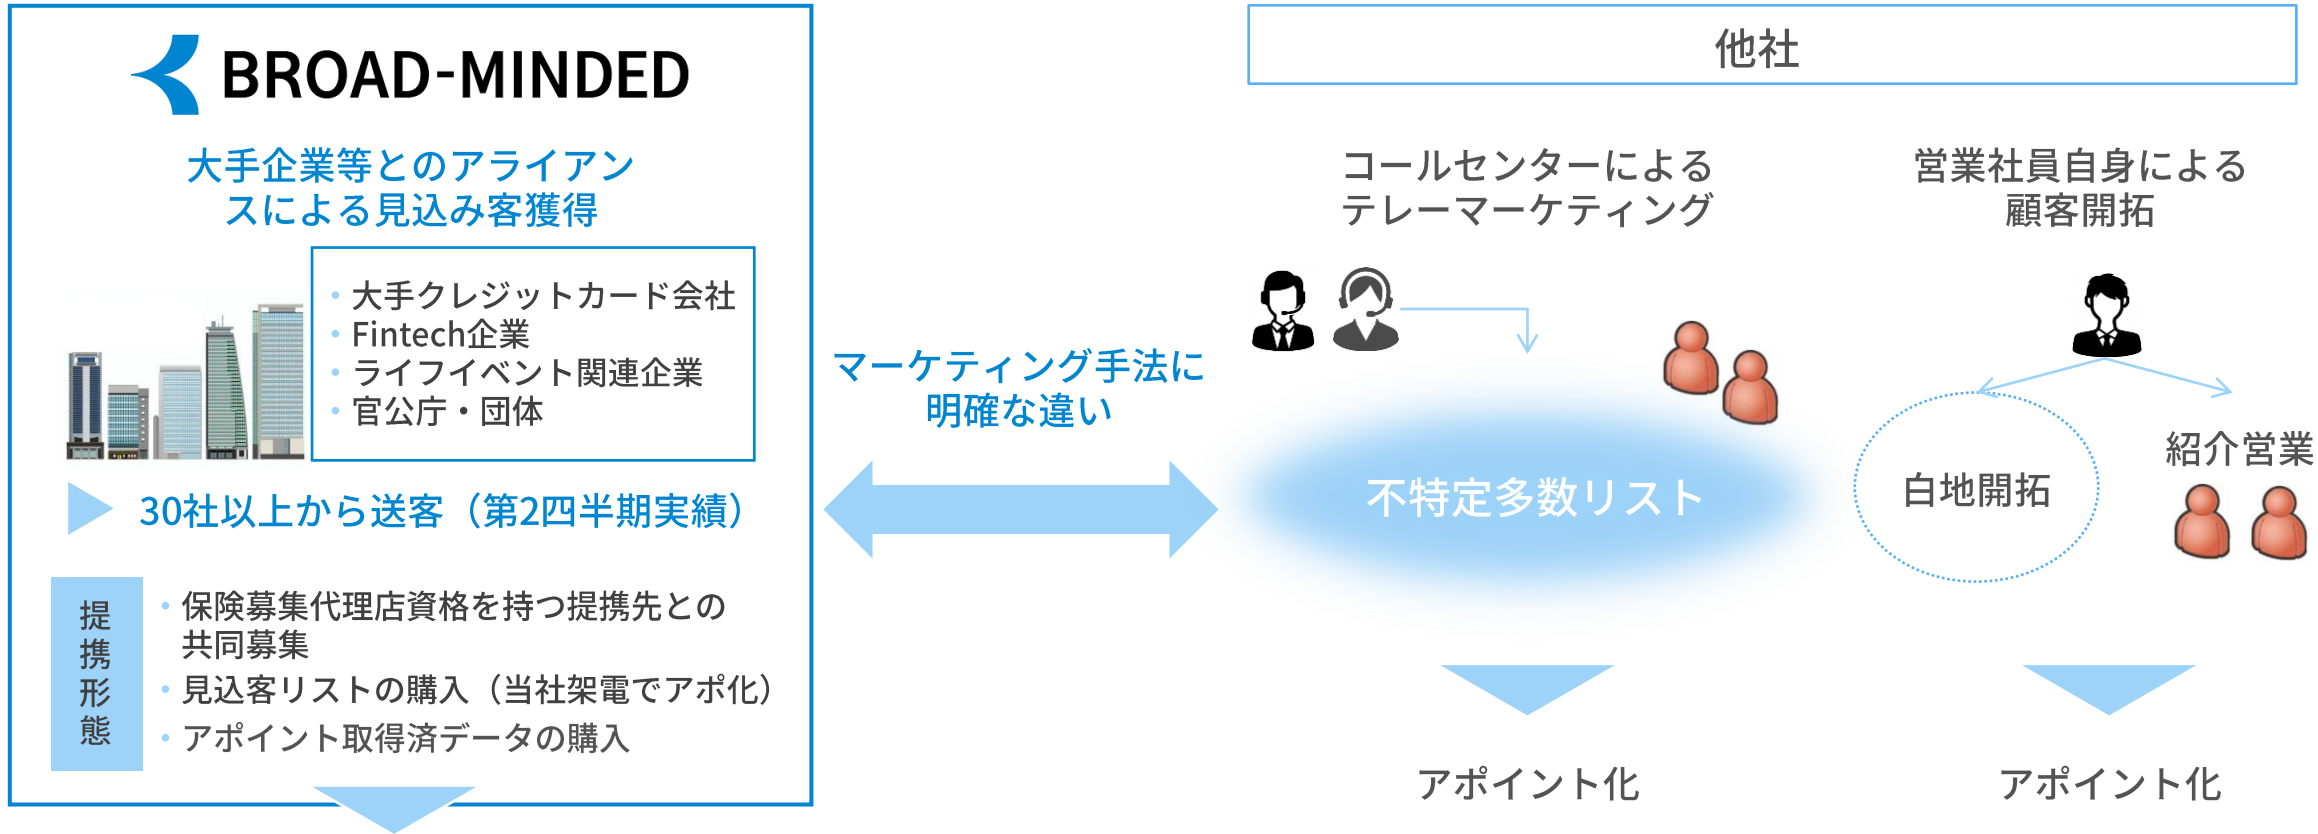 BROAD-MINDED
大手企業等とのアライアン
スによる見込み客獲得
・大手クレジットカード会社
・Fintech企業
・ライフイベント関連企業
・官公庁・団体
30社以上から送客（第2四半期実績）
提携形態
・保険募集代理店資格を持つ提携先との
共同募集
・見込客リストの購入（当社架電でアポ化）
・アポイント取得済データの購入
マーケティング手法に
明確な違い
他社
コールセンターによる
テレーマーケティング
不特定多数リスト
アポイント化
営業社員自身による
顧客開拓
白地開拓
紹介営業
アポイント化